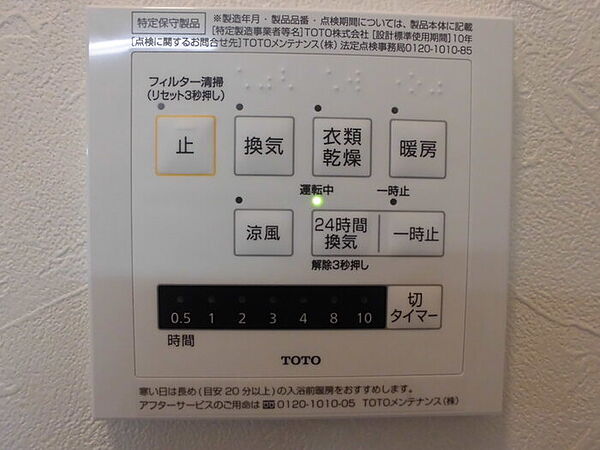 特定保守製品
※製造年月・製品品番・点検期間については、製品本体に記載
[特定製造事業者等名]TOTO株式会社 [設計標準使用期間]10年
[点検に関するお問合せ先]TOTOメンテナンス(株) 法定点検事務局0120-1010-85
フィルター清掃
(リセット3秒押し)
止
換気
衣類
乾燥
暖房
運転中
一時止
涼風
24時間
換気
一時止
解除3秒押し
0.5 1 2 3 4 8 10
切
タイマー
時間
TOTO
寒い日は長め(目安20分以上)の入浴前暖房をおすすめします。
アフターサービスのご用命は 0120-1010-05 TOTOメンテナンス(株)